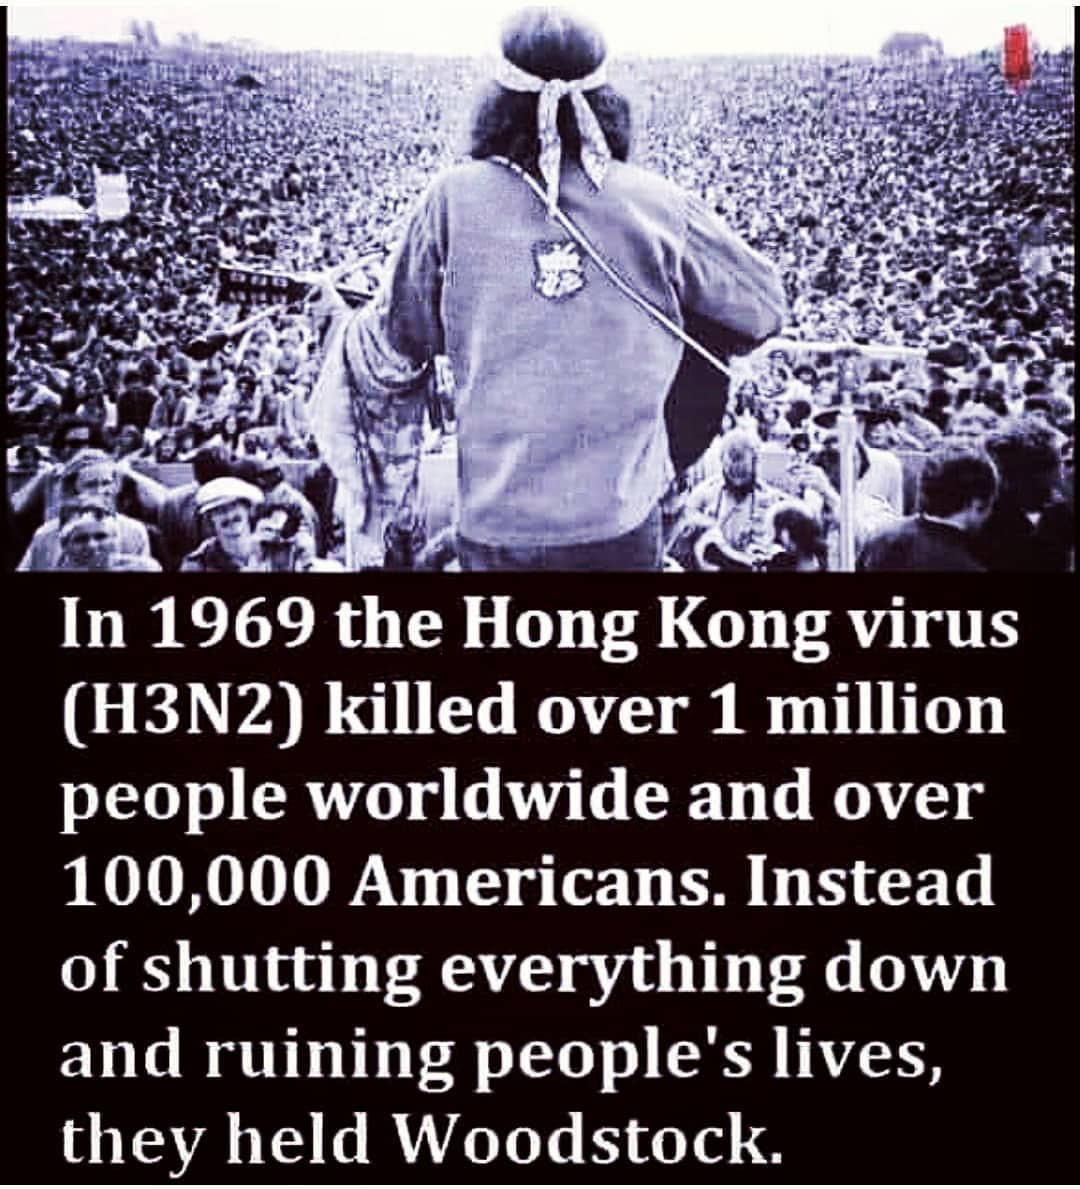 In 1969 the Hong Kong virus
(H3N2) killed over 1 million
people worldwide and over
100,000 Americans. Instead
of shutting everything down
and ruining people's lives,
they held Woodstock.